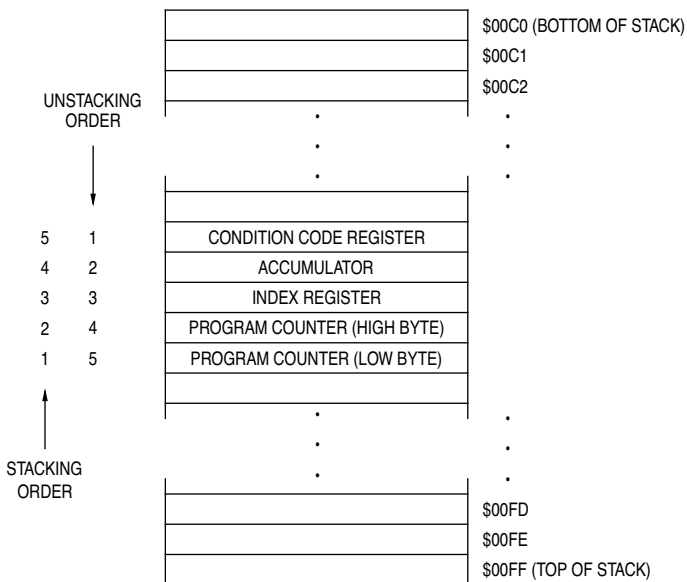 $00C0 (BOTTOM OF STACK)
$00C1
$00C2
UNSTACKING
ORDER
5 1 CONDITION CODE REGISTER
4 2 ACCUMULATOR
3 3 INDEX REGISTER
2 4 PROGRAM COUNTER (HIGH BYTE)
1 5 PROGRAM COUNTER (LOW BYTE)
STACKING
ORDER
$00FD
$00FE
$00FF (TOP OF STACK)